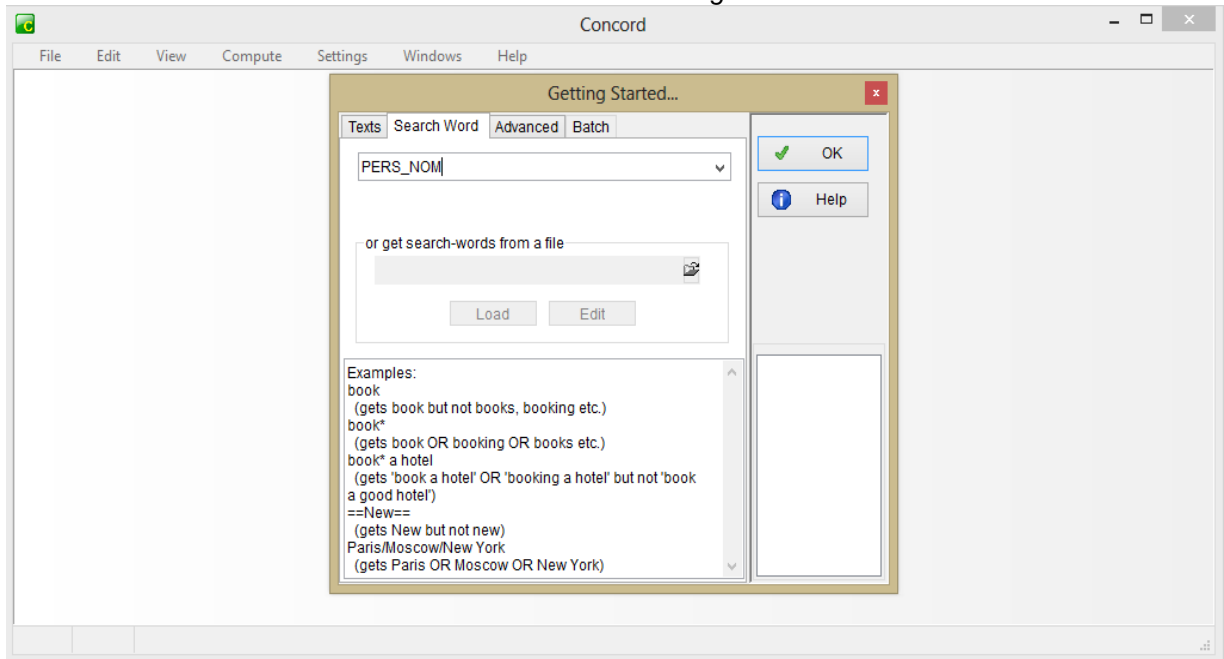 Concord
File Edit View Compute Settings Windows Help
Getting Started...
Texts Search Word Advanced Batch
PERS_NOM
OK
Help
or get search-words from a file
Load Edit
Examples:
book
(gets book but not books, booking etc.)
book*
(gets book OR booking OR books etc.)
book* a hotel
(gets 'book a hotel' OR 'booking a hotel' but not 'book
a good hotel')
==New==
(gets New but not new)
Paris/Moscow/New York
(gets Paris OR Moscow OR New York)